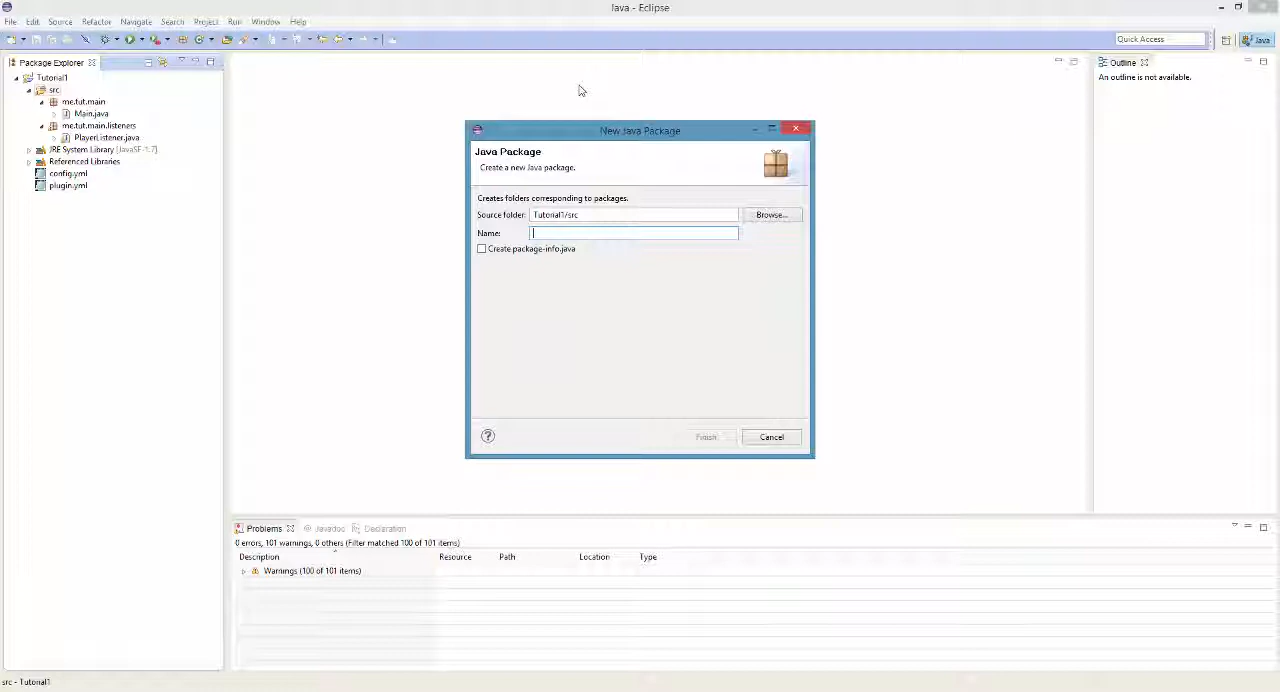 Java - Eclipse
File Edit Source Refactor Navigate Search Project Run Window Help
Quick Access
Java
Package Explorer
Tutorial1
src
me.tut.main
Main.java
me.tut.main.listeners
PlayerListener.java
JRE System Library [JavaSE-1.7]
Referenced Libraries
config.yml
plugin.yml
New Java Package
Java Package
Create a new Java package.
Creates folders corresponding to packages.
Source folder: Tutorial1/src Browse...
Name:
Create package-info.java
? Finish Cancel
Outline
An outline is not available.
Problems Javadoc Declaration
0 errors, 101 warnings, 0 others (Filter matched 100 of 101 items)
Description Resource Path Location Type
Warnings (100 of 101 items)
src - Tutorial1